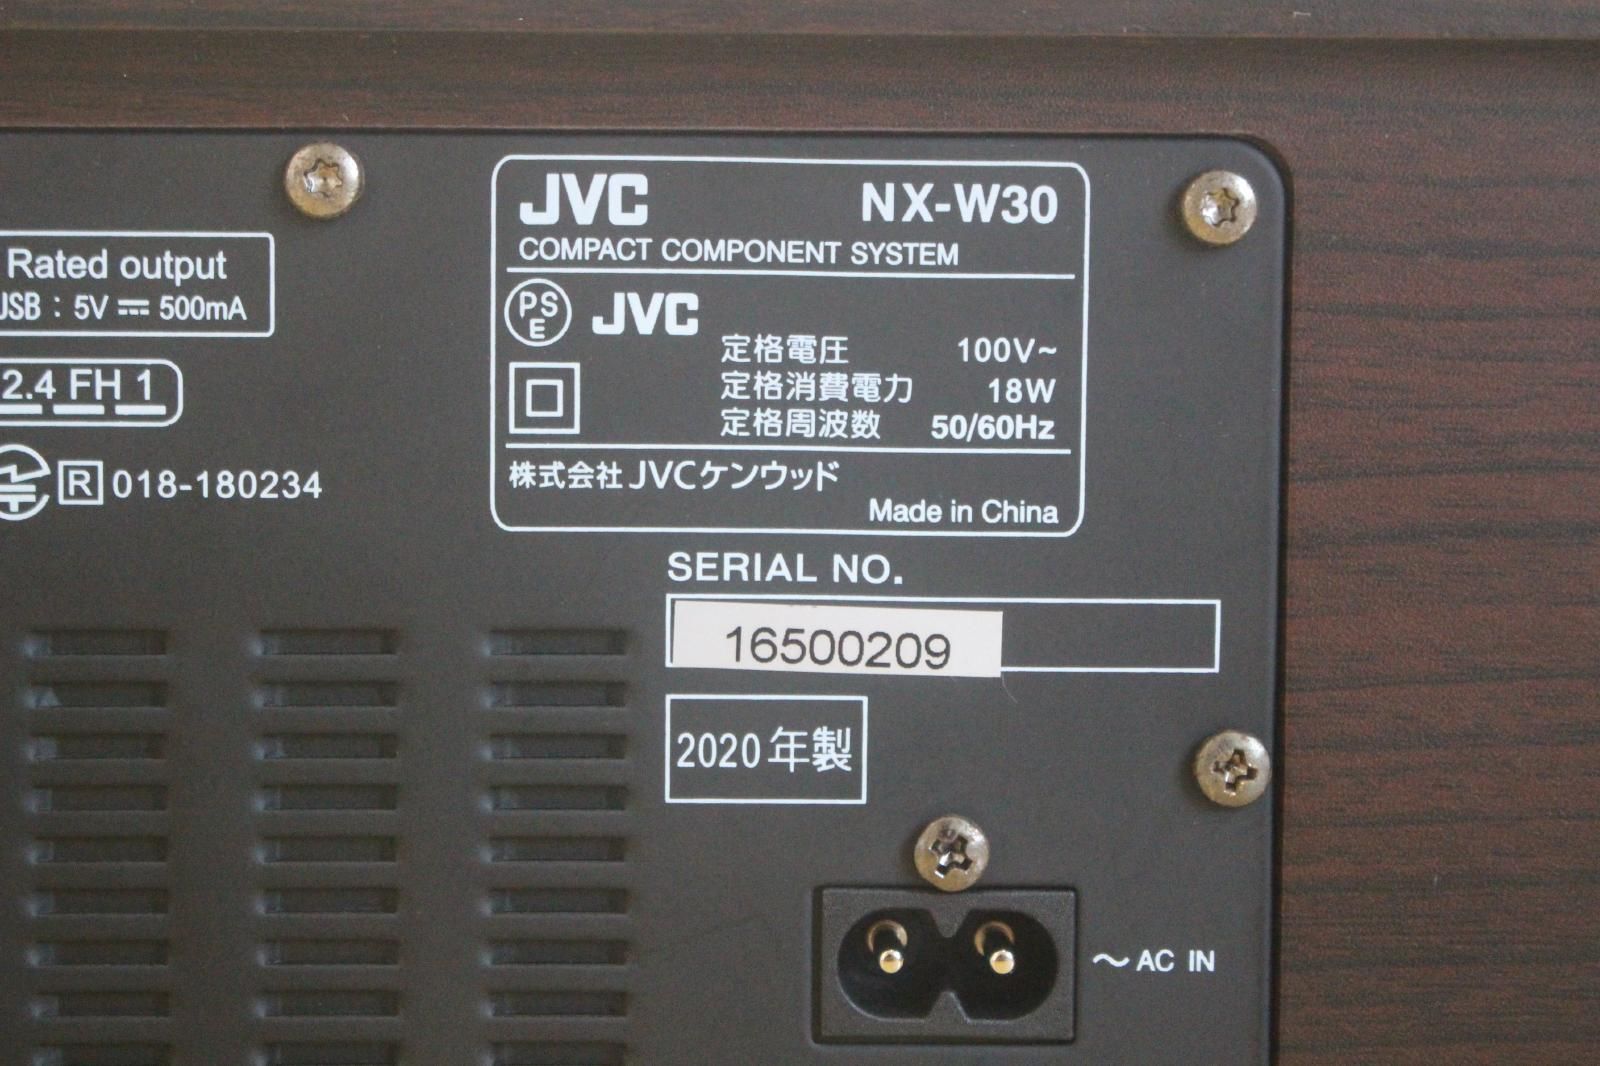 JVC NX-W30
COMPACT COMPONENT SYSTEM
PS
E
JVC
定格電圧 100V~
定格消費電力 18W
定格周波数 50/60Hz
株式会社JVCケンウッド
Made in China
Rated output
USB : 5V ⎓ 500mA
2.4 FH 1
R 018-180234
SERIAL NO.
16500209
2020年製
～ AC IN